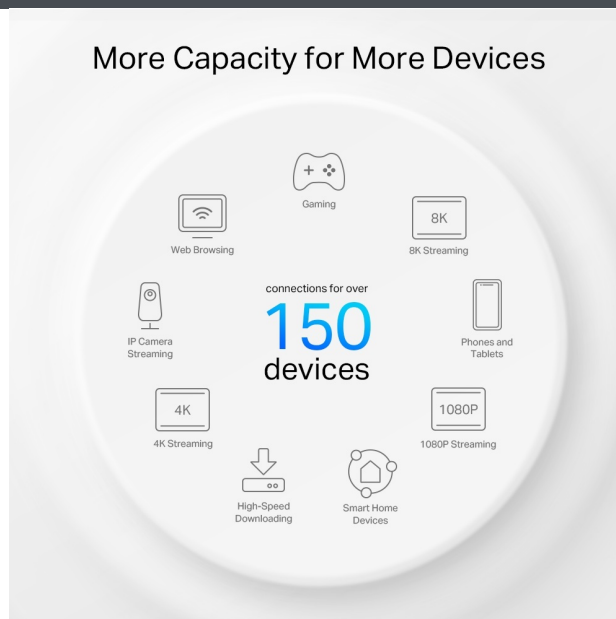 More Capacity for More Devices
Gaming
Web Browsing
8K
8K Streaming
connections for over
150
devices
IP Camera
Streaming
Phones and
Tablets
4K
4K Streaming
1080P
1080P Streaming
High-Speed
Downloading
Smart Home
Devices